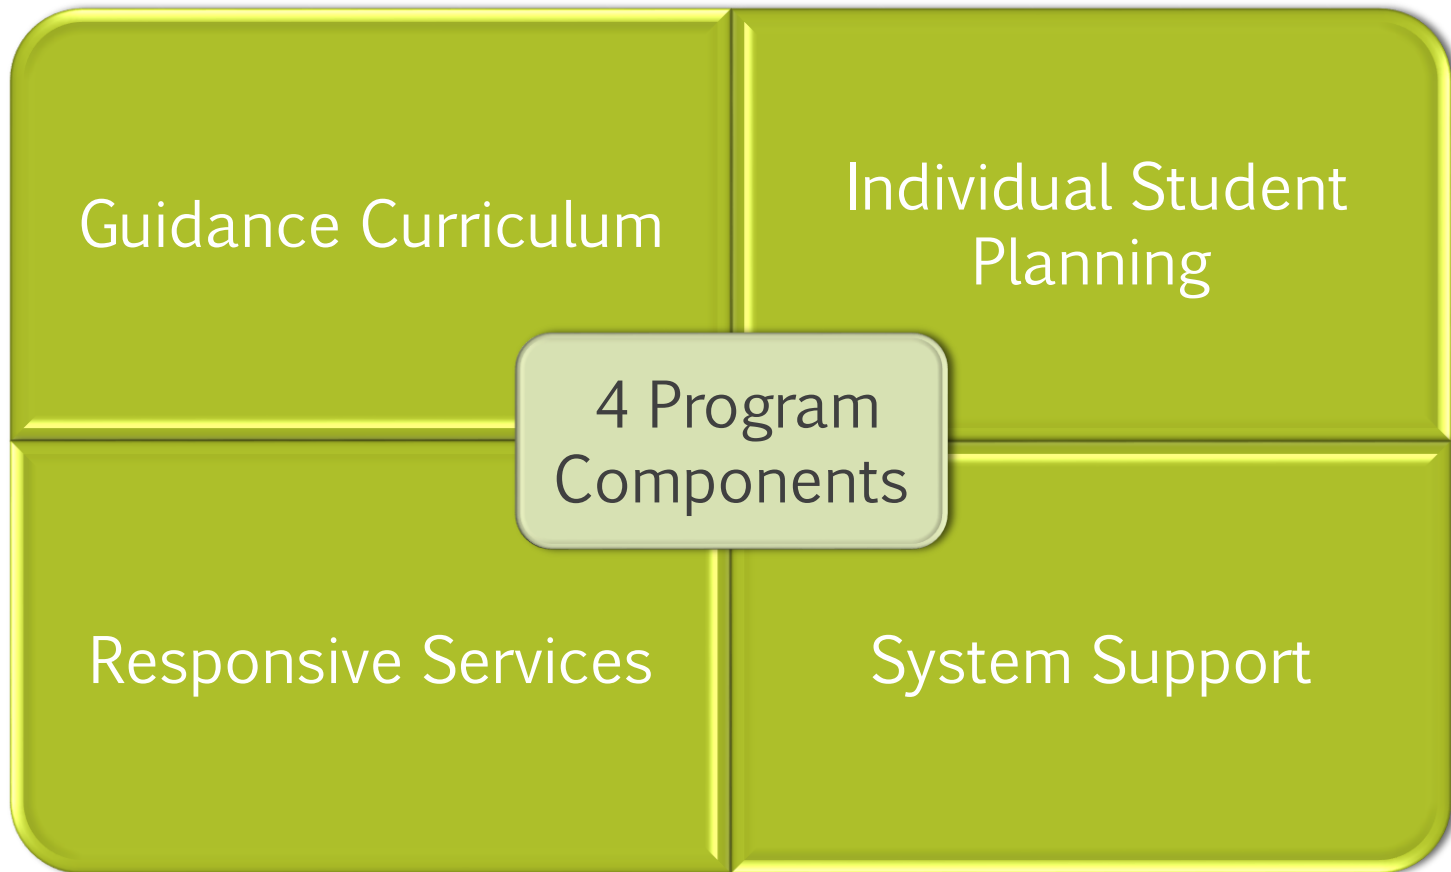 Guidance Curriculum
Individual Student
Planning
4 Program
Components
Responsive Services
System Support